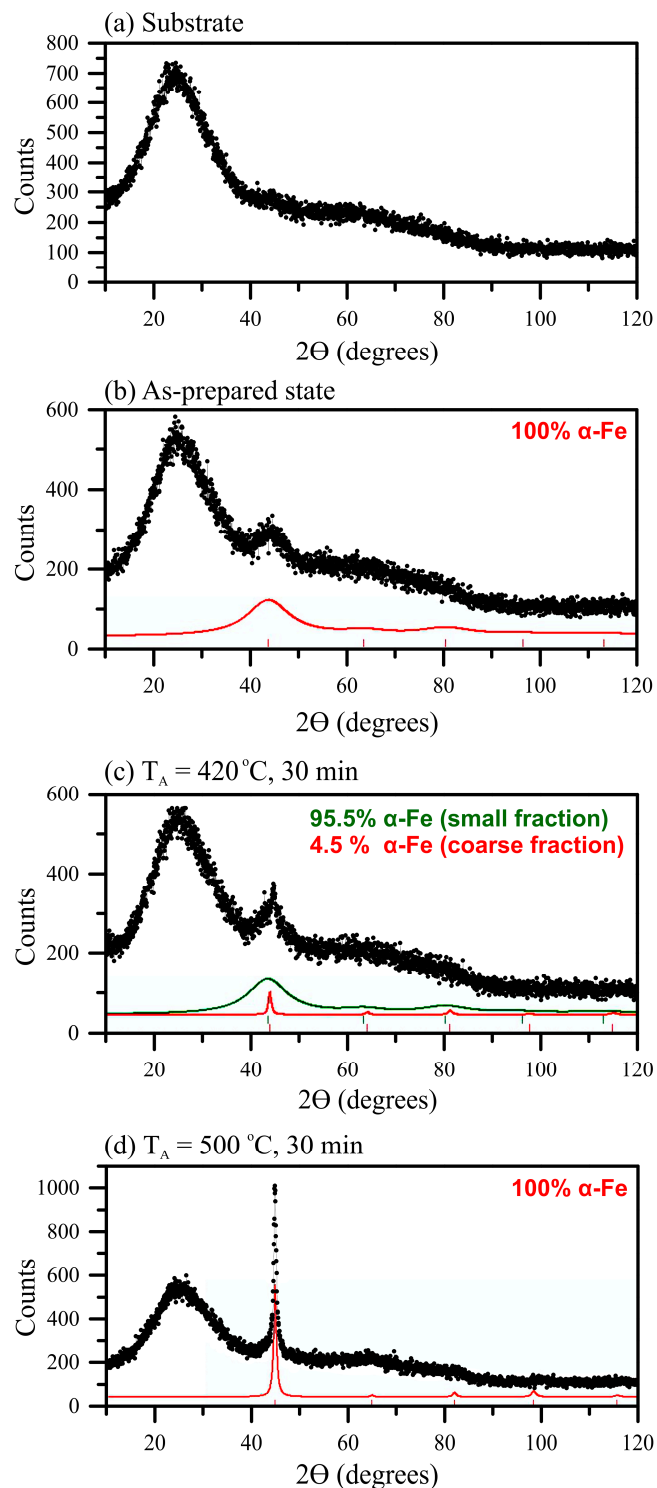 (a) Substrate
800
700
600
500
400
300
200
100
0
Counts
20 40 60 80 100 120
2Θ (degrees)
(b) As-prepared state
600
400
200
0
Counts
100% α-Fe
20 40 60 80 100 120
2Θ (degrees)
(c) T_A = 420 °C, 30 min
600
400
200
0
Counts
95.5% α-Fe (small fraction)
4.5 % α-Fe (coarse fraction)
20 40 60 80 100 120
2Θ (degrees)
(d) T_A = 500 °C, 30 min
1000
800
600
400
200
0
Counts
100% α-Fe
20 40 60 80 100 120
2Θ (degrees)